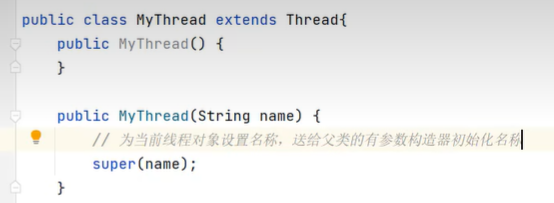 public class MyThread extends Thread{
public MyThread() {
}
public MyThread(String name) {
// 为当前线程对象设置名称，送给父类的有参数构造器初始化名称
super(name);
}